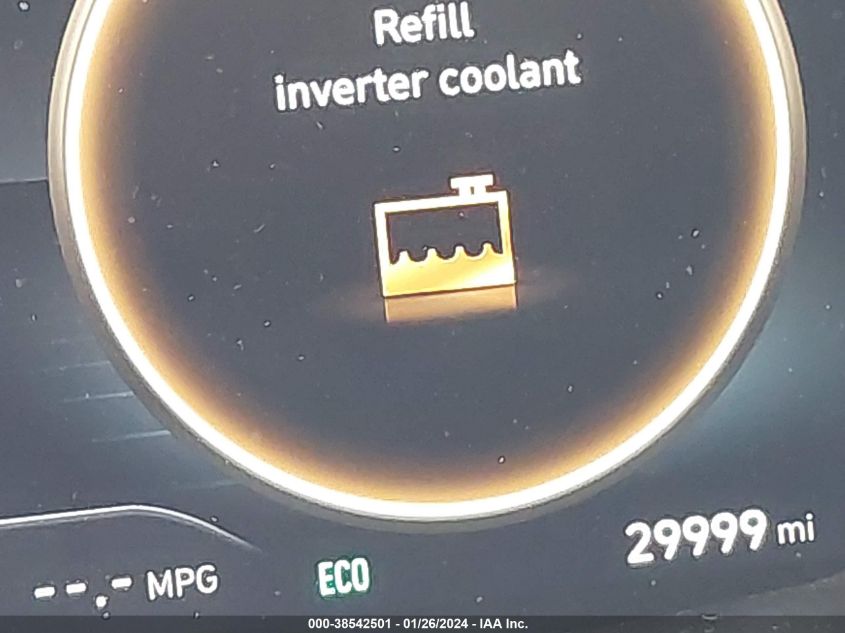 Refill
inverter coolant
29999 mi
--.- MPG
ECO
000-38542501 - 01/26/2024 - IAA Inc.